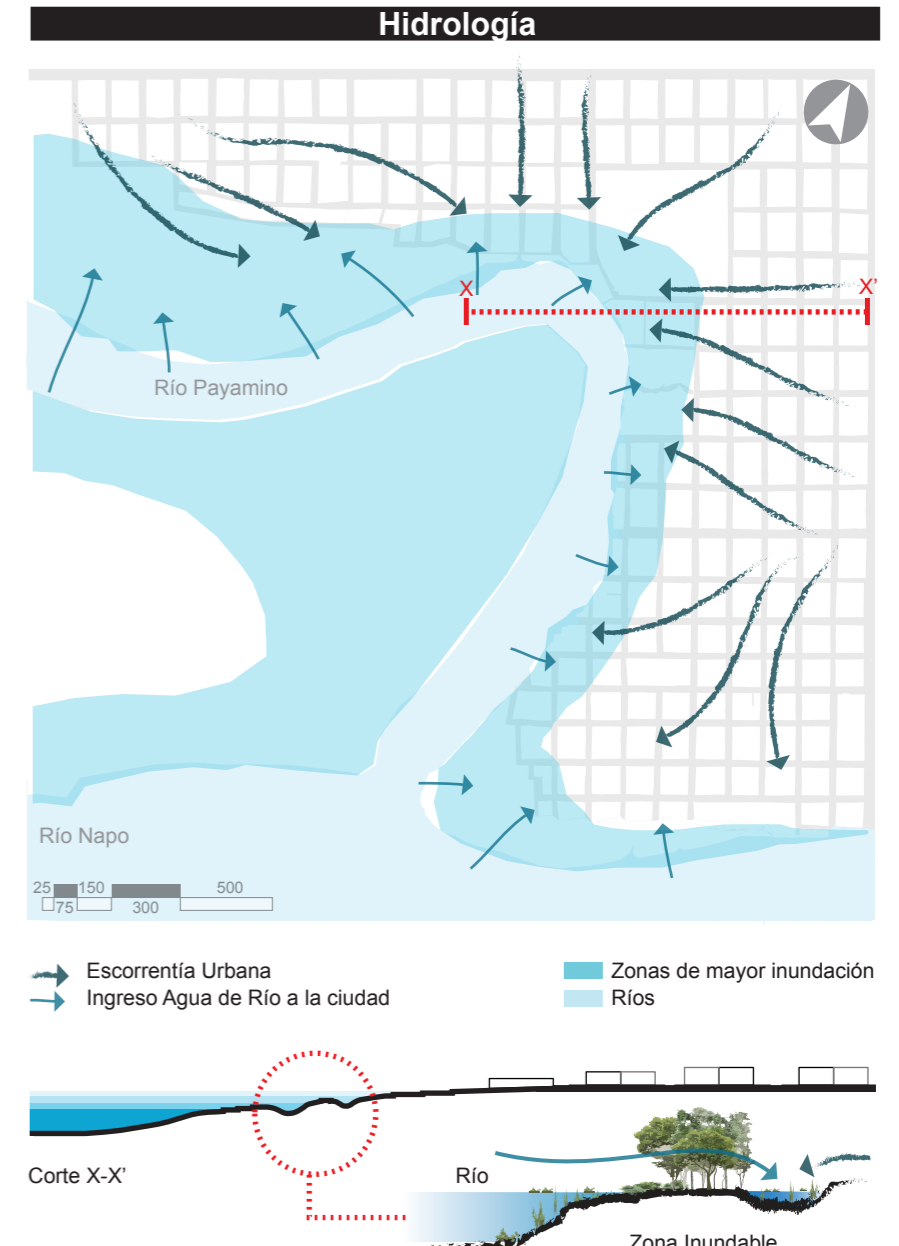 Hidrología
X
X'
Río Payamino
Río Napo
25 150 500
75 300
Escorrentía Urbana
Ingreso Agua de Río a la ciudad
Zonas de mayor inundación
Ríos
Corte X-X'
Río
Zona Inundable